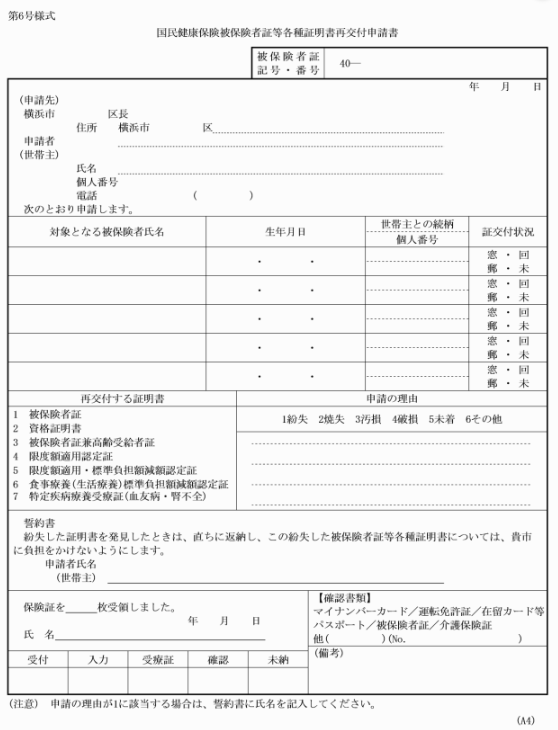 第6号様式
国民健康保険被保険者証等各種証明書再交付申請書
被保険者証
記号・番号
40―
年　月　日
(申請先)
横浜市　　　　区長
住所　横浜市　　　　区
申請者
(世帯主)
氏名
個人番号
電話　　　　　(　　　　)
次のとおり申請します。
対象となる被保険者氏名　生年月日　世帯主との続柄　証交付状況
個人番号
・　・　窓・回
郵・未
・　・　窓・回
郵・未
・　・　窓・回
郵・未
・　・　窓・回
郵・未
・　・　窓・回
郵・未
再交付する証明書　申請の理由
1　被保険者証
2　資格証明書
3　被保険者証兼高齢受給者証
4　限度額適用認定証
5　限度額適用・標準負担額減額認定証
6　食事療養(生活療養)標準負担額減額認定証
7　特定疾病療養受療証(血友病・腎不全)
1紛失　2焼失　3汚損　4破損　5未着　6その他
誓約書
紛失した証明書を発見したときは、直ちに返納し、この紛失した被保険者証等各種証明書については、貴市
に負担をかけないようにします。
申請者氏名
(世帯主)
保険証を　　　枚受領しました。
年　月　日
氏　名
受付　入力　受療証　確認　未納
【確認書類】
マイナンバーカード／運転免許証／在留カード等
パスポート／被保険者証／介護保険証
他(　　　　　)(No.　　　　　　　　　)
(備考)
(注意)　申請の理由が1に該当する場合は、誓約書に氏名を記入してください。
(A4)